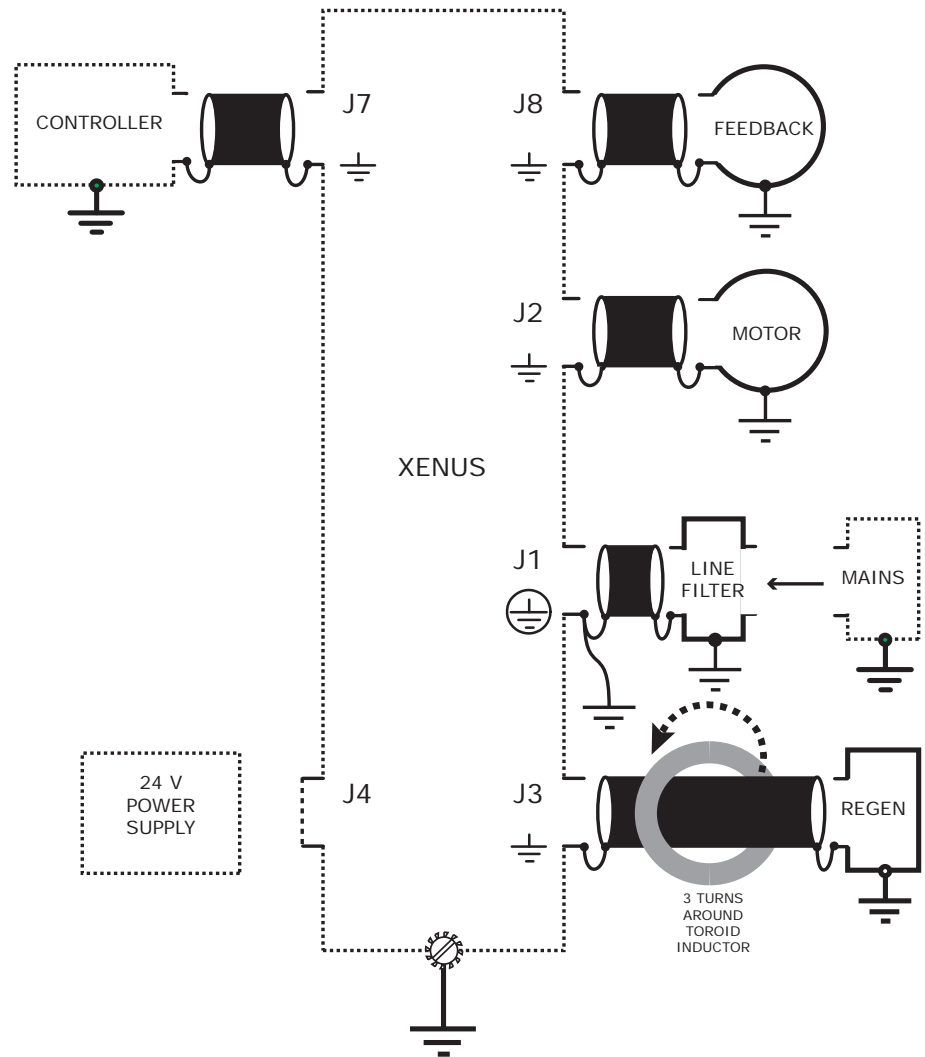 J7
J8
CONTROLLER
FEEDBACK
J2
MOTOR
XENUS
J1
LINE
FILTER
MAINS
24 V
POWER
SUPPLY
J4
J3
REGEN
3 TURNS
AROUND
TOROID
INDUCTOR